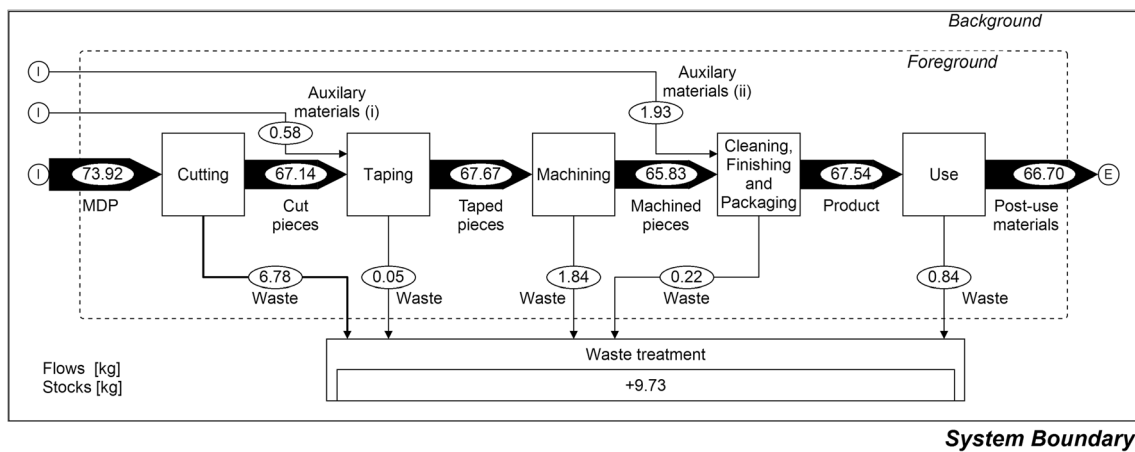 Background
Foreground
I
Auxilary
materials (ii)
Auxilary
materials (i)
I
0.58
1.93
I
73.92
MDP
Cutting
67.14
Cut
pieces
Taping
67.67
Taped
pieces
Machining
65.83
Machined
pieces
Cleaning,
Finishing
and
Packaging
67.54
Product
Use
66.70
Post-use
materials
E
6.78
Waste
0.05
Waste
1.84
Waste
0.22
Waste
0.84
Waste
Waste treatment
+9.73
Flows [kg]
Stocks [kg]
System Boundary